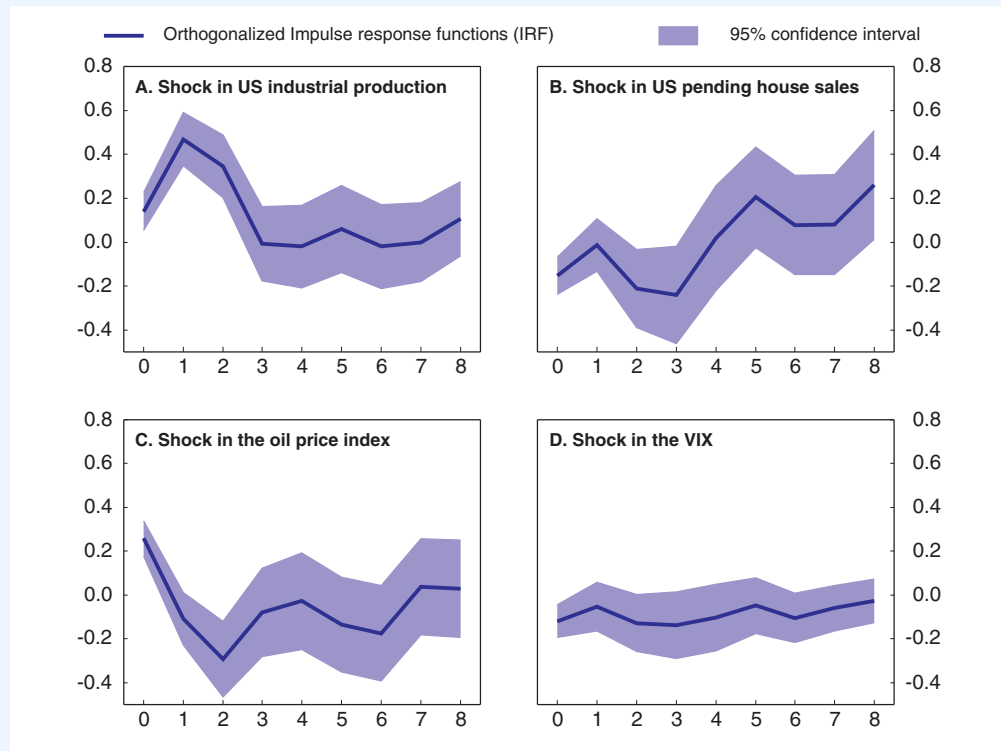 Orthogonalized Impulse response functions (IRF) 95% confidence interval
0.8 0.8
A. Shock in US industrial production B. Shock in US pending house sales
0.6 0.6
0.4 0.4
0.2 0.2
0.0 0.0
-0.2 -0.2
-0.4 -0.4
0 1 2 3 4 5 6 7 8 0 1 2 3 4 5 6 7 8
0.8 0.8
C. Shock in the oil price index D. Shock in the VIX
0.6 0.6
0.4 0.4
0.2 0.2
0.0 0.0
-0.2 -0.2
-0.4 -0.4
0 1 2 3 4 5 6 7 8 0 1 2 3 4 5 6 7 8